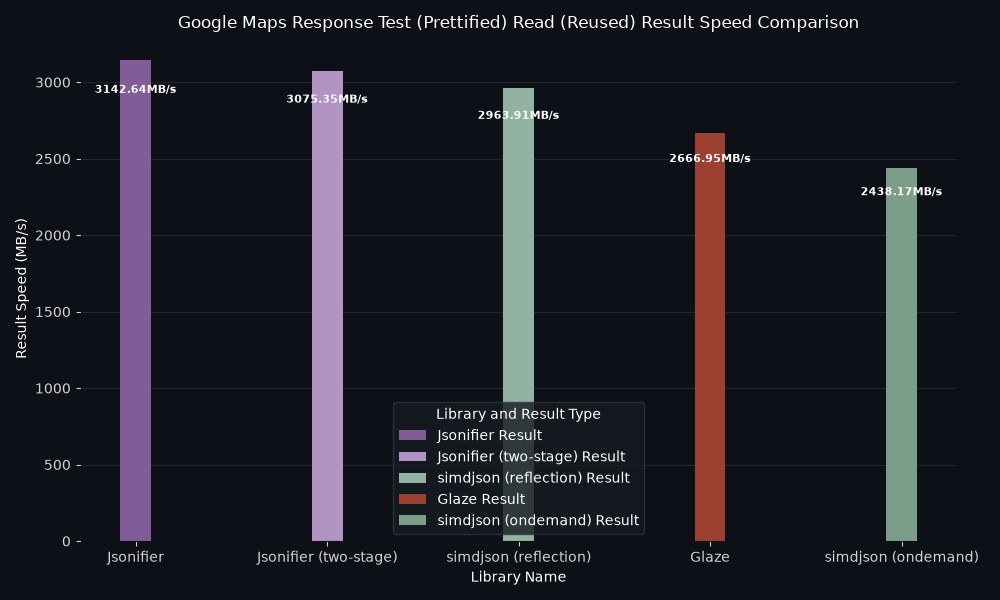 Google Maps Response Test (Prettified) Read (Reused) Result Speed Comparison
Result Speed (MB/s)
3000
2500
2000
1500
1000
500
0
3142.64MB/s
3075.35MB/s
2963.91MB/s
2666.95MB/s
2438.17MB/s
Library and Result Type
Jsonifier Result
Jsonifier (two-stage) Result
simdjson (reflection) Result
Glaze Result
simdjson (ondemand) Result
Jsonifier
Jsonifier (two-stage)
simdjson (reflection)
Glaze
simdjson (ondemand)
Library Name